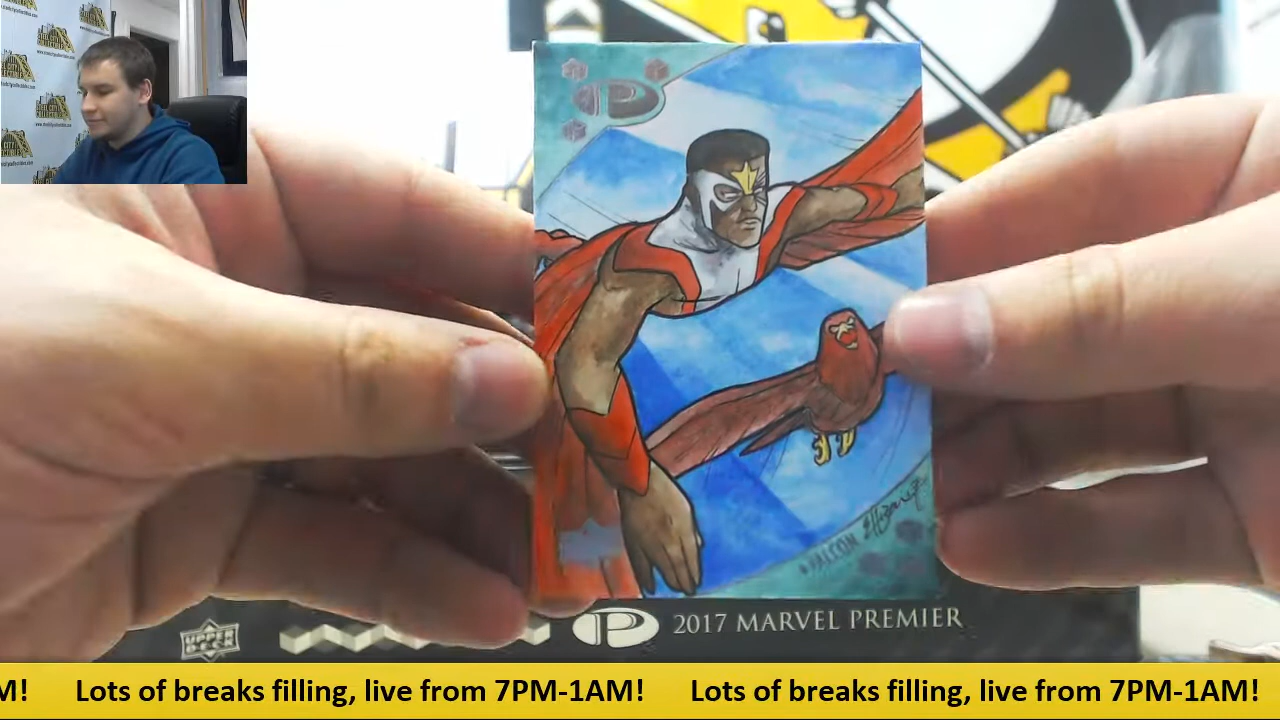 P
FALCON
UPPER DECK
P 2017 MARVEL PREMIER
M! Lots of breaks filling, live from 7PM-1AM! Lots of breaks filling, live from 7PM-1AM!